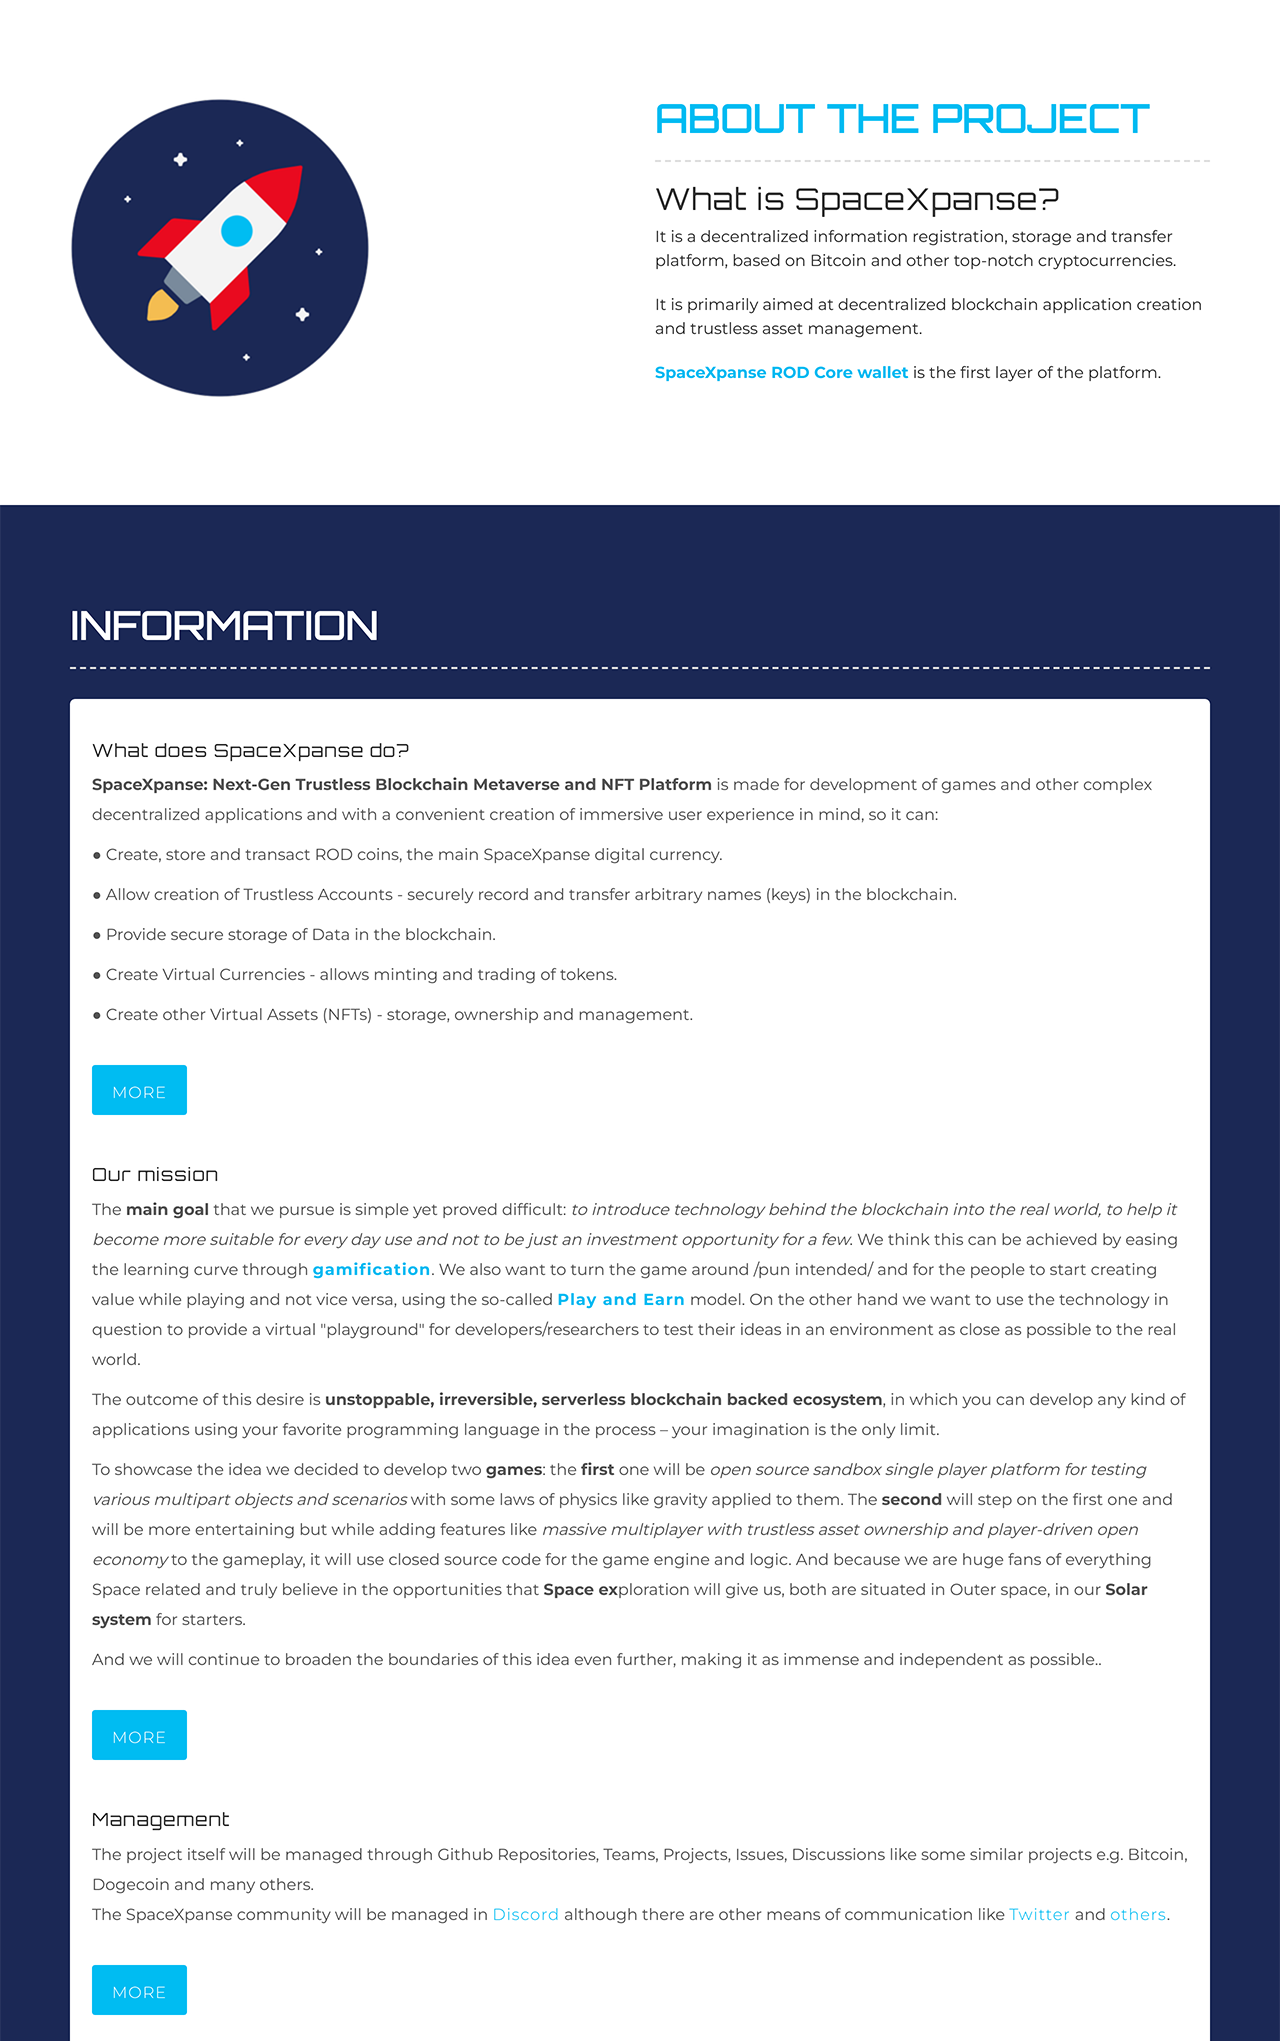 ABOUT THE PROJECT
What is SpaceXpanse?
It is a decentralized information registration, storage and transfer
platform, based on Bitcoin and other top-notch cryptocurrencies.
It is primarily aimed at decentralized blockchain application creation
and trustless asset management.
SpaceXpanse ROD Core wallet is the first layer of the platform.
INFORMATION
What does SpaceXpanse do?
SpaceXpanse: Next-Gen Trustless Blockchain Metaverse and NFT Platform is made for development of games and other complex
decentralized applications and with a convenient creation of immersive user experience in mind, so it can:
● Create, store and transact ROD coins, the main SpaceXpanse digital currency.
● Allow creation of Trustless Accounts - securely record and transfer arbitrary names (keys) in the blockchain.
● Provide secure storage of Data in the blockchain.
● Create Virtual Currencies - allows minting and trading of tokens.
● Create other Virtual Assets (NFTs) - storage, ownership and management.
MORE
Our mission
The main goal that we pursue is simple yet proved difficult: to introduce technology behind the blockchain into the real world, to help it
become more suitable for every day use and not to be just an investment opportunity for a few. We think this can be achieved by easing
the learning curve through gamification. We also want to turn the game around /pun intended/ and for the people to start creating
value while playing and not vice versa, using the so-called Play and Earn model. On the other hand we want to use the technology in
question to provide a virtual "playground" for developers/researchers to test their ideas in an environment as close as possible to the real
world.
The outcome of this desire is unstoppable, irreversible, serverless blockchain backed ecosystem, in which you can develop any kind of
applications using your favorite programming language in the process – your imagination is the only limit.
To showcase the idea we decided to develop two games: the first one will be open source sandbox single player platform for testing
various multipart objects and scenarios with some laws of physics like gravity applied to them. The second will step on the first one and
will be more entertaining but while adding features like massive multiplayer with trustless asset ownership and player-driven open
economy to the gameplay, it will use closed source code for the game engine and logic. And because we are huge fans of everything
Space related and truly believe in the opportunities that Space exploration will give us, both are situated in Outer space, in our Solar
system for starters.
And we will continue to broaden the boundaries of this idea even further, making it as immense and independent as possible..
MORE
Management
The project itself will be managed through Github Repositories, Teams, Projects, Issues, Discussions like some similar projects e.g. Bitcoin,
Dogecoin and many others.
The SpaceXpanse community will be managed in Discord although there are other means of communication like Twitter and others.
MORE